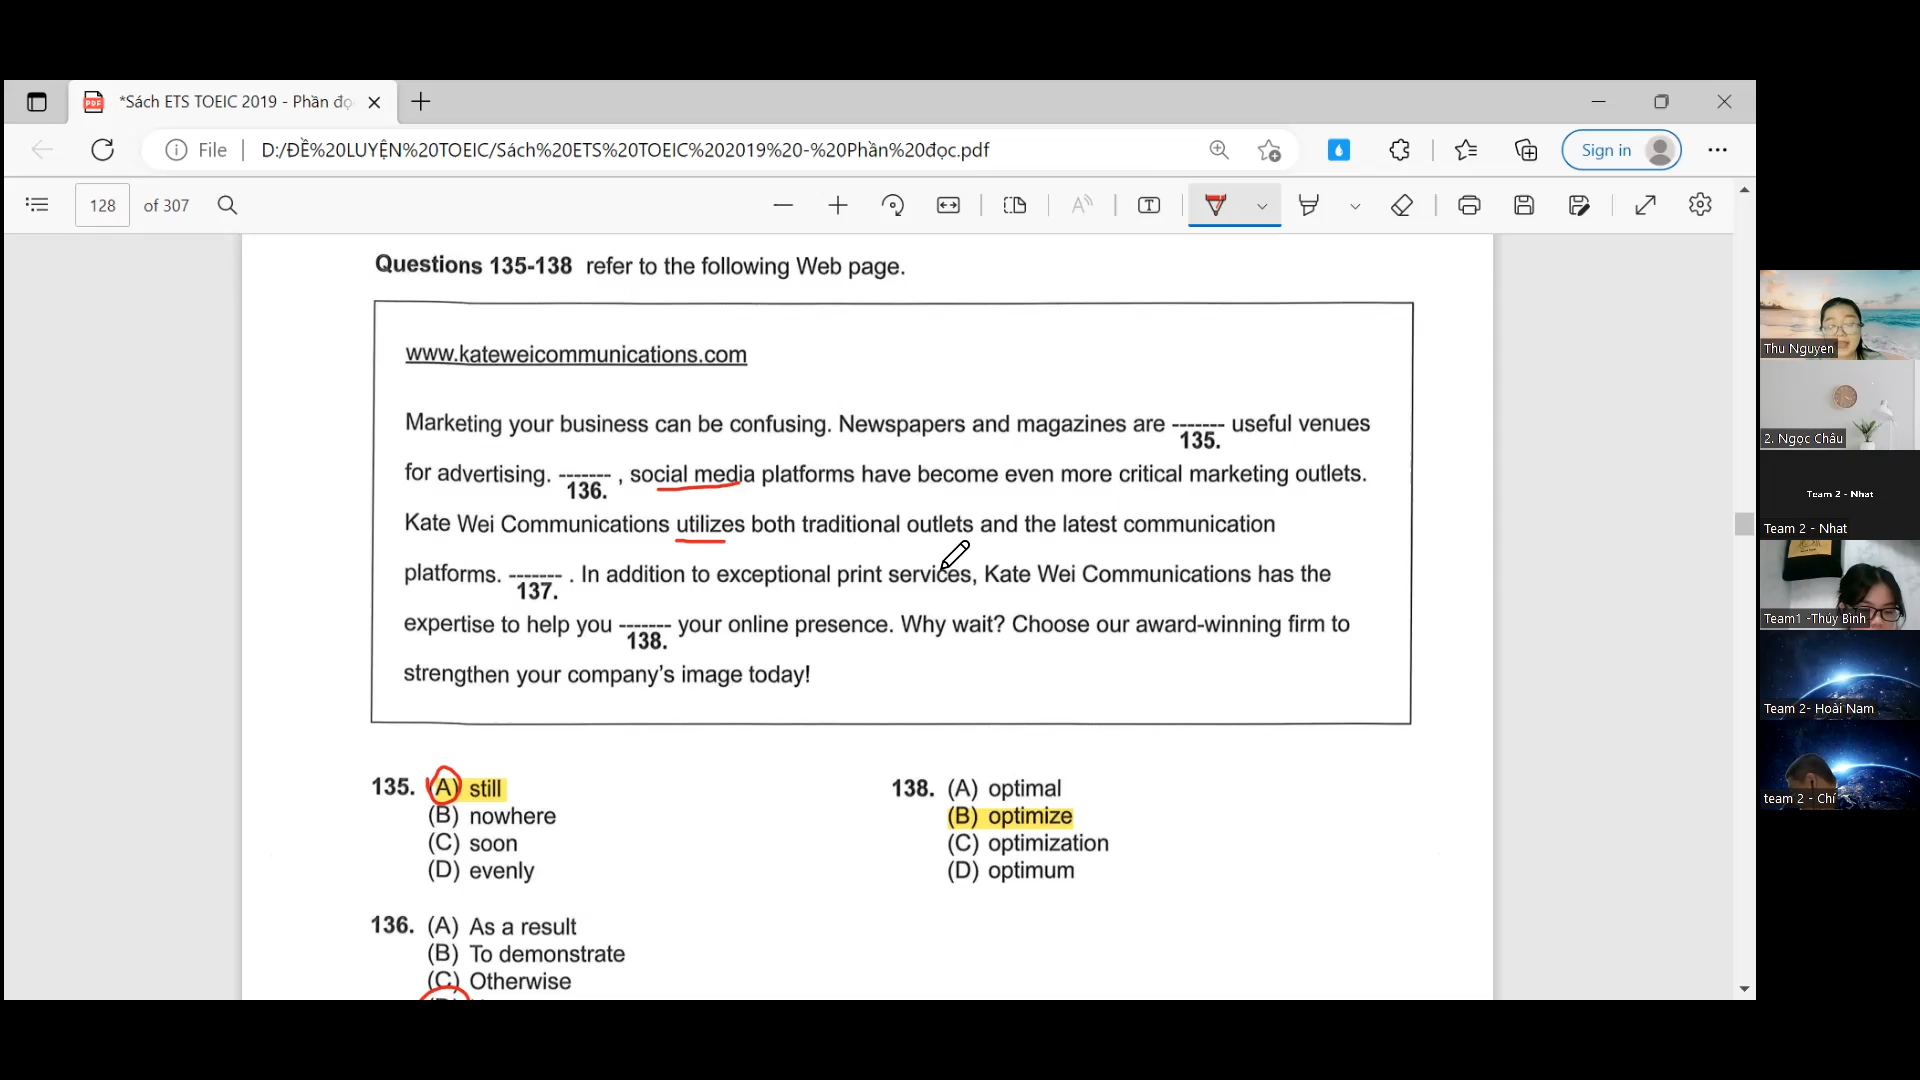 *Sách ETS TOEIC 2019 - Phần đọ
File
D:/ĐỀ%20LUYỆN%20TOEIC/Sách%20ETS%20TOEIC%202019%20-%20Phần%20đọc.pdf
Sign in
128 of 307
Questions 135-138 refer to the following Web page.
www.kateweicommunications.com
Marketing your business can be confusing. Newspapers and magazines are ------- useful venues
135.
for advertising. ------- , social media platforms have become even more critical marketing outlets.
136.
Kate Wei Communications utilizes both traditional outlets and the latest communication
platforms. ------- . In addition to exceptional print services, Kate Wei Communications has the
137.
expertise to help you ------- your online presence. Why wait? Choose our award-winning firm to
138.
strengthen your company's image today!
135. (A) still
(B) nowhere
(C) soon
(D) evenly
136. (A) As a result
(B) To demonstrate
(C) Otherwise
138. (A) optimal
(B) optimize
(C) optimization
(D) optimum
Thu Nguyen
2. Ngọc Châu
Team 2 - Nhat
Team 2 - Nhat
Team1 -Thúy Bình
Team 2- Hoài Nam
team 2 - Chí